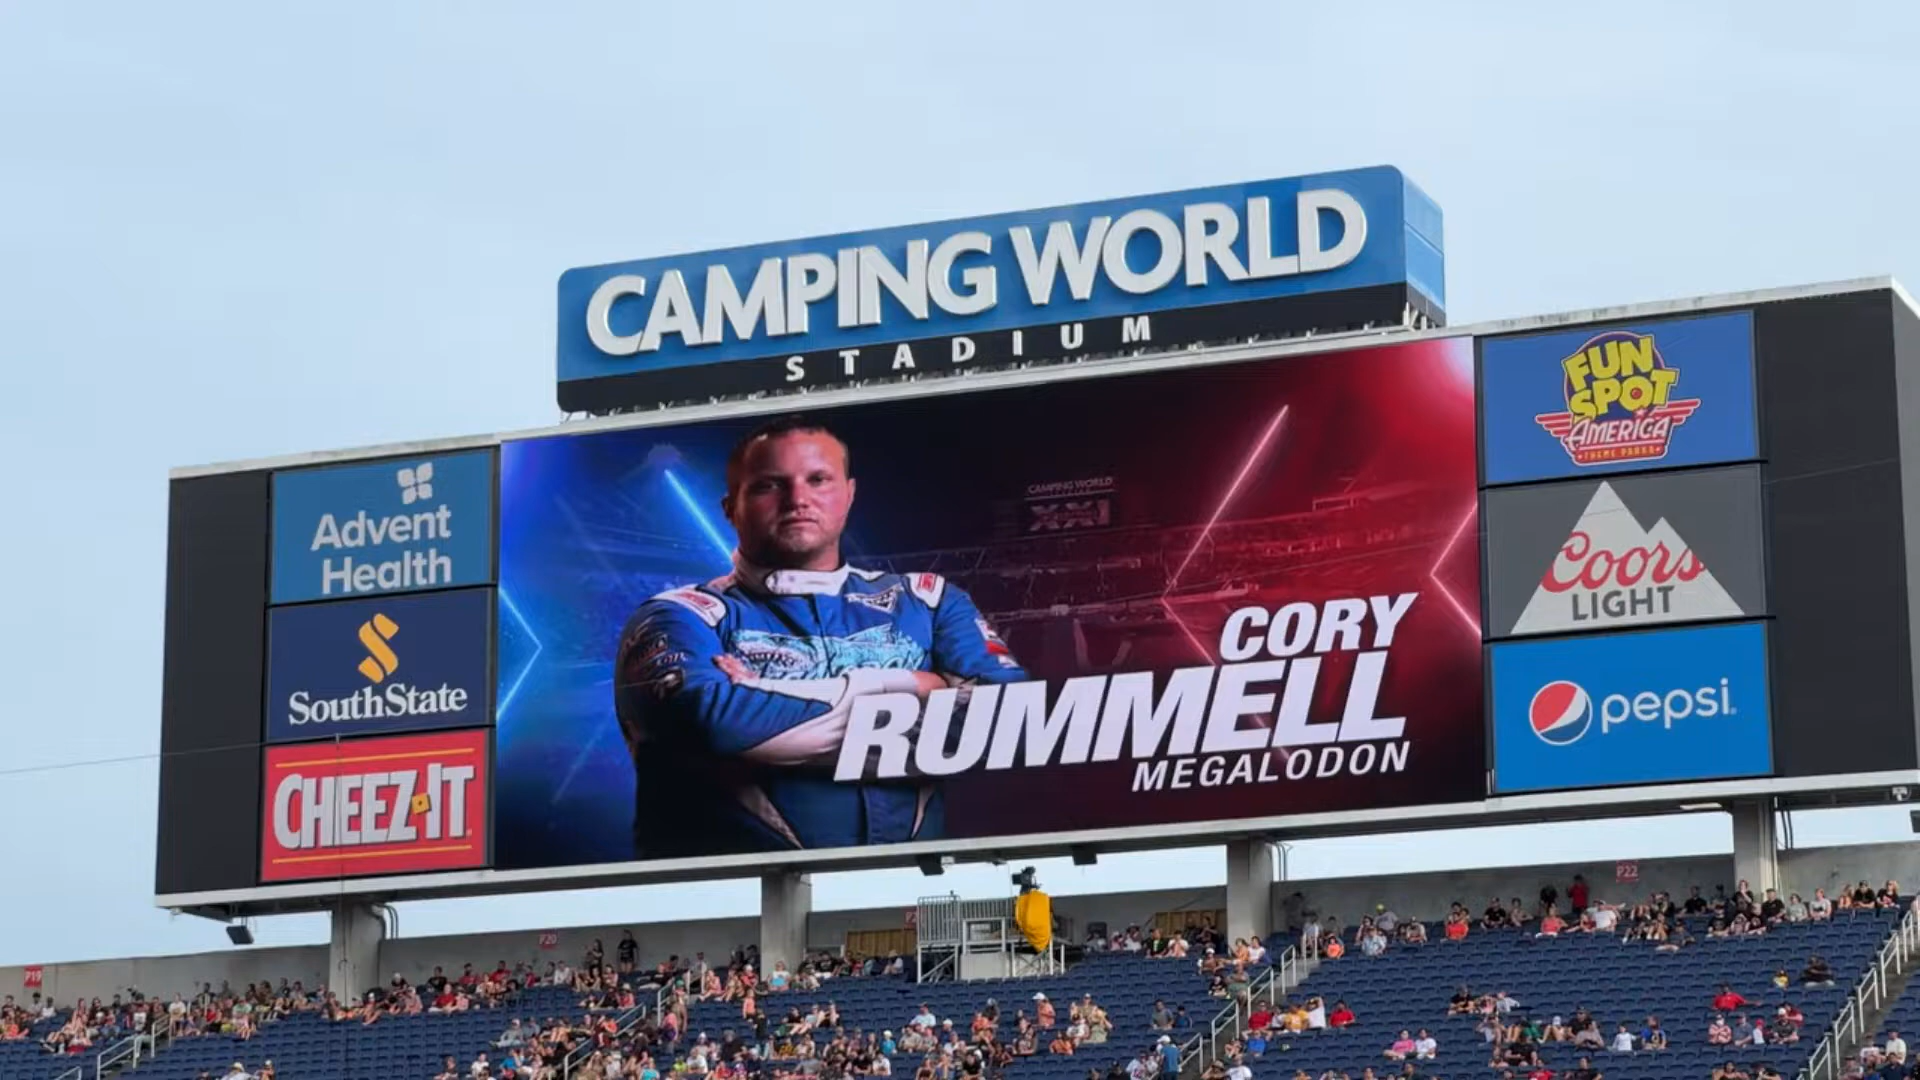 CAMPING WORLD
STADIUM
Advent
Health
SouthState
CHEEZ-IT
CAMPING WORLD
XXI
CORY
RUMMELL
MEGALODON
FUN
SPOT
AMERICA
THEME PARKS
Coors
LIGHT
pepsi
P19
P20
P22